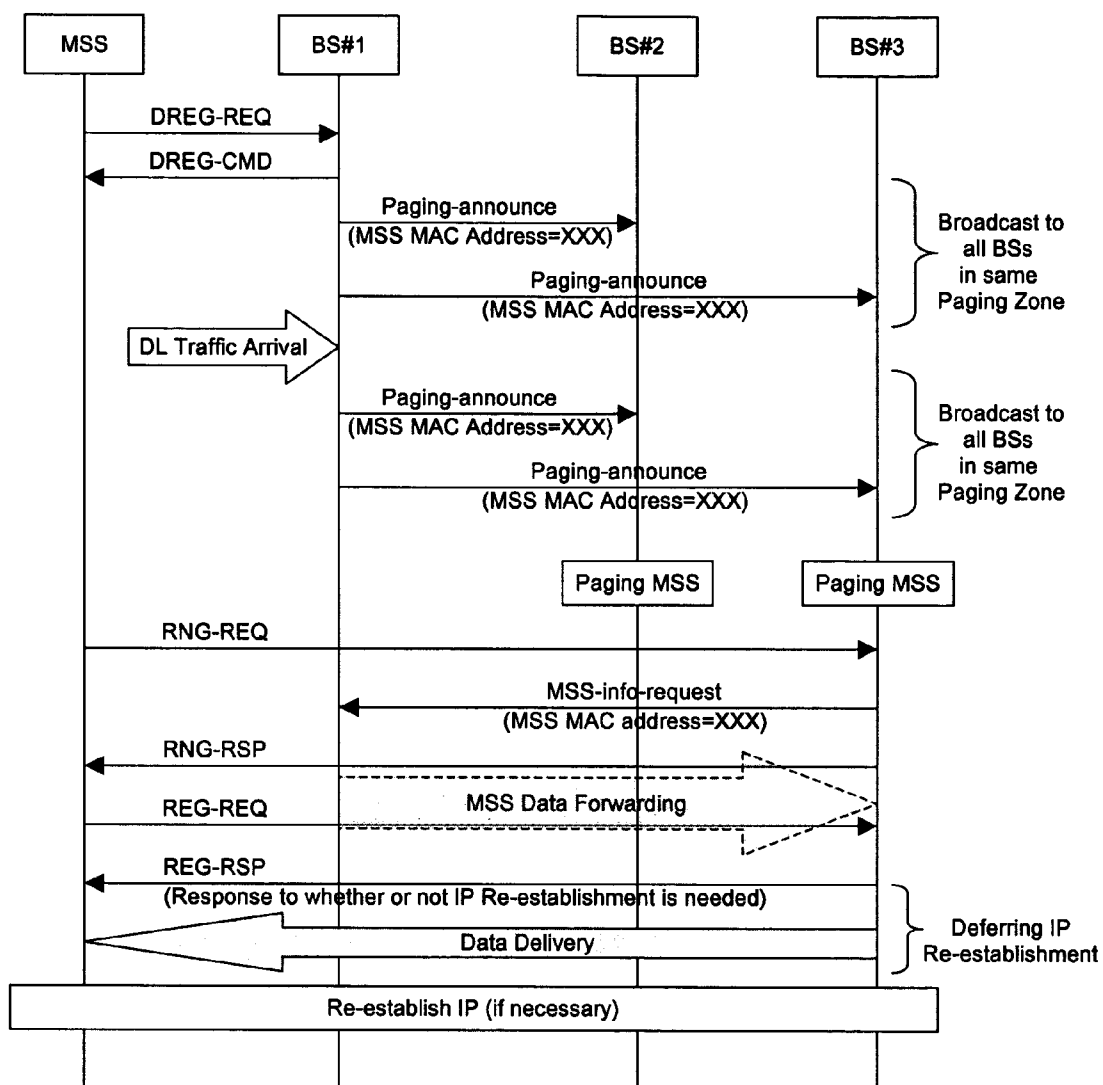 MSS
BS#1
BS#2
BS#3
DREG-REQ
DREG-CMD
Paging-announce
(MSS MAC Address=XXX)
Paging-announce
(MSS MAC Address=XXX)
Broadcast to
all BSs
in same
Paging Zone
DL Traffic Arrival
Paging-announce
(MSS MAC Address=XXX)
Paging-announce
(MSS MAC Address=XXX)
Broadcast to
all BSs
in same
Paging Zone
Paging MSS
Paging MSS
RNG-REQ
MSS-info-request
(MSS MAC address=XXX)
RNG-RSP
MSS Data Forwarding
REG-REQ
REG-RSP
(Response to whether or not IP Re-establishment is needed)
Data Delivery
Deferring IP
Re-establishment
Re-establish IP (if necessary)